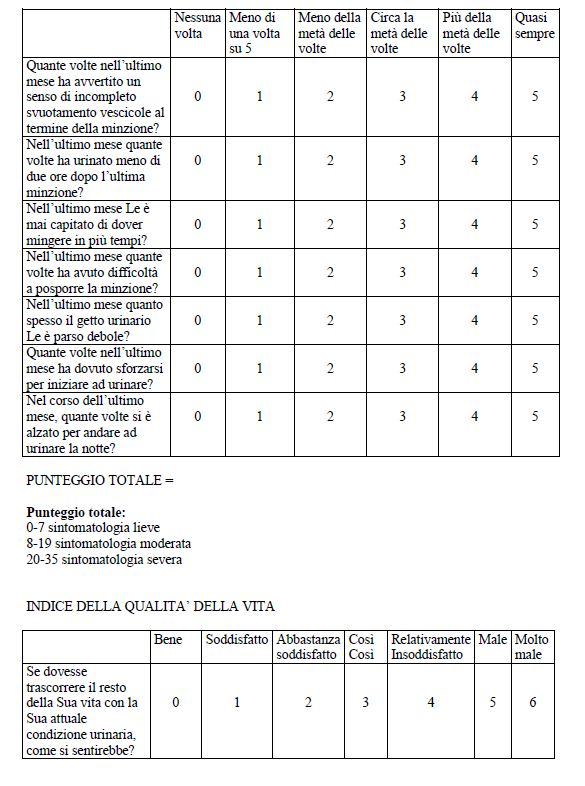 Nessuna volta Meno di una volta su 5 Meno della metà delle volte Circa la metà delle volte Più della metà delle volte Quasi sempre
Quante volte nell'ultimo
mese ha avvertito un
senso di incompleto
svuotamento vescicole al
termine della minzione?
0 1 2 3 4 5
Nell'ultimo mese quante
volte ha urinato meno di
due ore dopo l'ultima
minzione?
0 1 2 3 4 5
Nell'ultimo mese Le è
mai capitato di dover
mingere in più tempi?
0 1 2 3 4 5
Nell'ultimo mese quante
volte ha avuto difficoltà
a posporre la minzione?
0 1 2 3 4 5
Nell'ultimo mese quanto
spesso il getto urinario
Le è parso debole?
0 1 2 3 4 5
Quante volte nell'ultimo
mese ha dovuto sforzarsi
per iniziare ad urinare?
0 1 2 3 4 5
Nel corso dell'ultimo
mese, quante volte si è
alzato per andare ad
urinare la notte?
0 1 2 3 4 5
PUNTEGGIO TOTALE =
Punteggio totale:
0-7 sintomatologia lieve
8-19 sintomatologia moderata
20-35 sintomatologia severa
INDICE DELLA QUALITA' DELLA VITA
Bene Soddisfatto Abbastanza soddisfatto Cosi Cosi Relativamente Insoddisfatto Male Molto male
Se dovesse
trascorrere il resto
della Sua vita con la
Sua attuale
condizione urinaria,
come si sentirebbe?
0 1 2 3 4 5 6